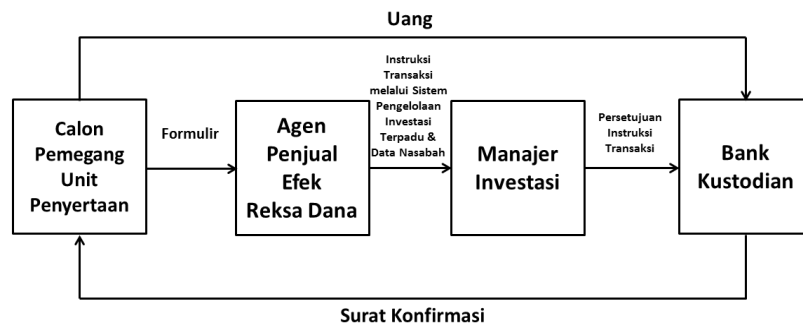 Uang
Calon
Pemegang
Unit
Penyertaan
Formulir
Agen
Penjual
Efek
Reksa Dana
Instruksi
Transaksi
melalui Sistem
Pengelolaan
Investasi
Terpadu &
Data Nasabah
Manajer
Investasi
Persetujuan
Instruksi
Transaksi
Bank
Kustodian
Surat Konfirmasi